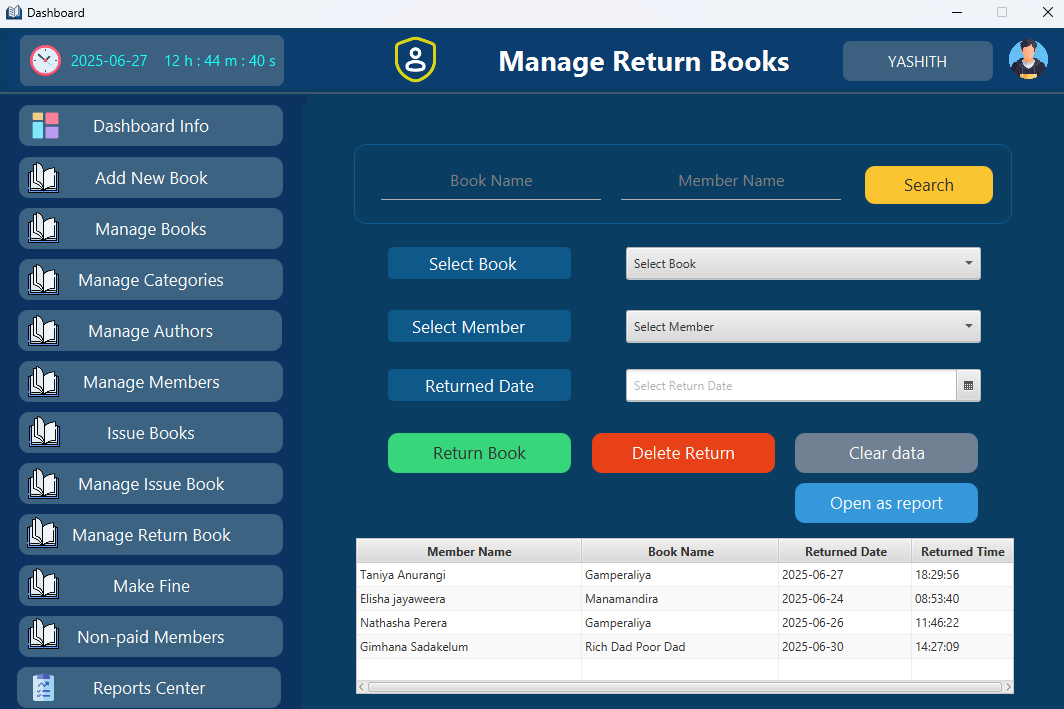 Dashboard
2025-06-27 12 h : 44 m : 40 s
Manage Return Books
YASHITH
Dashboard Info
Add New Book
Manage Books
Manage Categories
Manage Authors
Manage Members
Issue Books
Manage Issue Book
Manage Return Book
Make Fine
Non-paid Members
Reports Center
Book Name Member Name Search
Select Book Select Book
Select Member Select Member
Returned Date Select Return Date
Return Book Delete Return Clear data
Open as report
Member Name Book Name Returned Date Returned Time
Taniya Anurangi Gamperaliya 2025-06-27 18:29:56
Elisha jayaweera Manamandira 2025-06-24 08:53:40
Nathasha Perera Gamperaliya 2025-06-26 11:46:22
Gimhana Sadakelum Rich Dad Poor Dad 2025-06-30 14:27:09